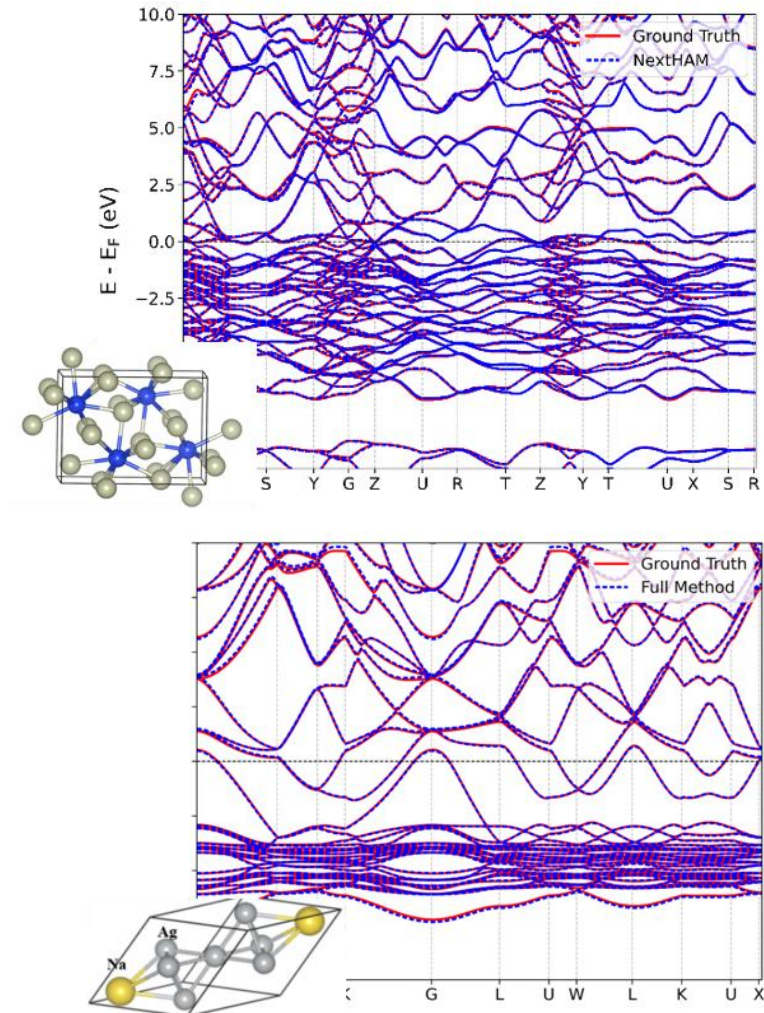 10.0
Ground Truth
NextHAM
7.5
5.0
2.5
0.0
−2.5
E - E_F (eV)
S Y G Z U R T Z Y T U X S R
Ground Truth
Full Method
Ag
Na
G L U W L K U X